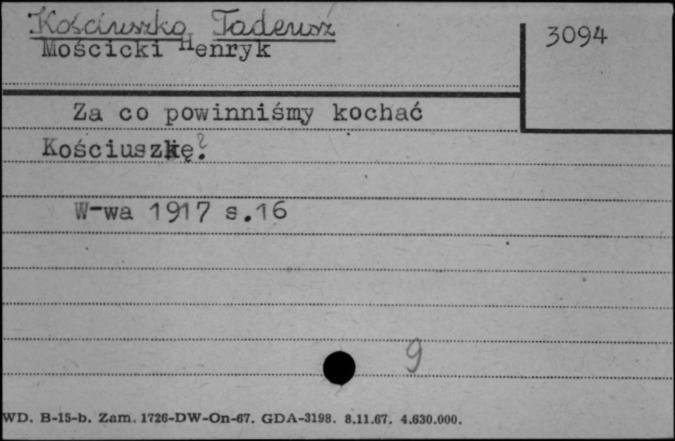 Kościuszko Tadeusz
Mościcki Henryk
3094
Za co powinniśmy kochać
Kościuszkę?
W-wa 1917 s.16
9
WD. B-15-b. Zam. 1726-DW-On-67. GDA-3198. 8.11.67. 4.630.000.